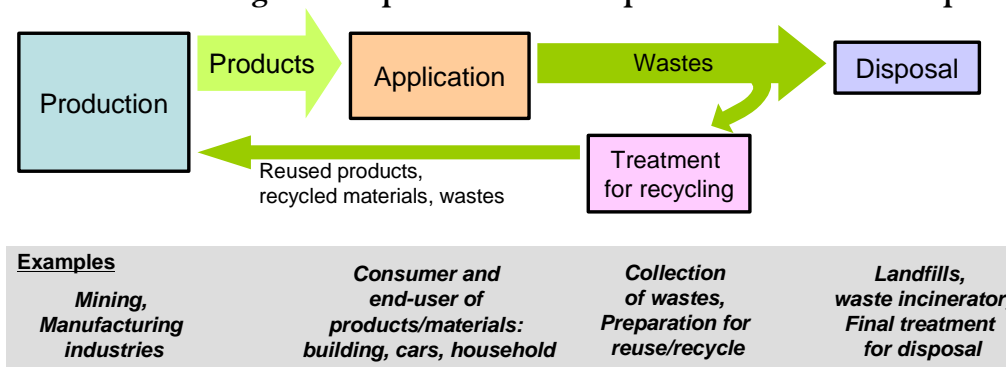 Products
Application
Wastes
Disposal
Production
Treatment
for recycling
Reused products,
recycled materials, wastes
Examples
Mining,
Manufacturing
industries
Consumer and
end-user of
products/materials:
building, cars, household
Collection
of wastes,
Preparation for
reuse/recycle
Landfills,
waste incinerator,
Final treatment
for disposal